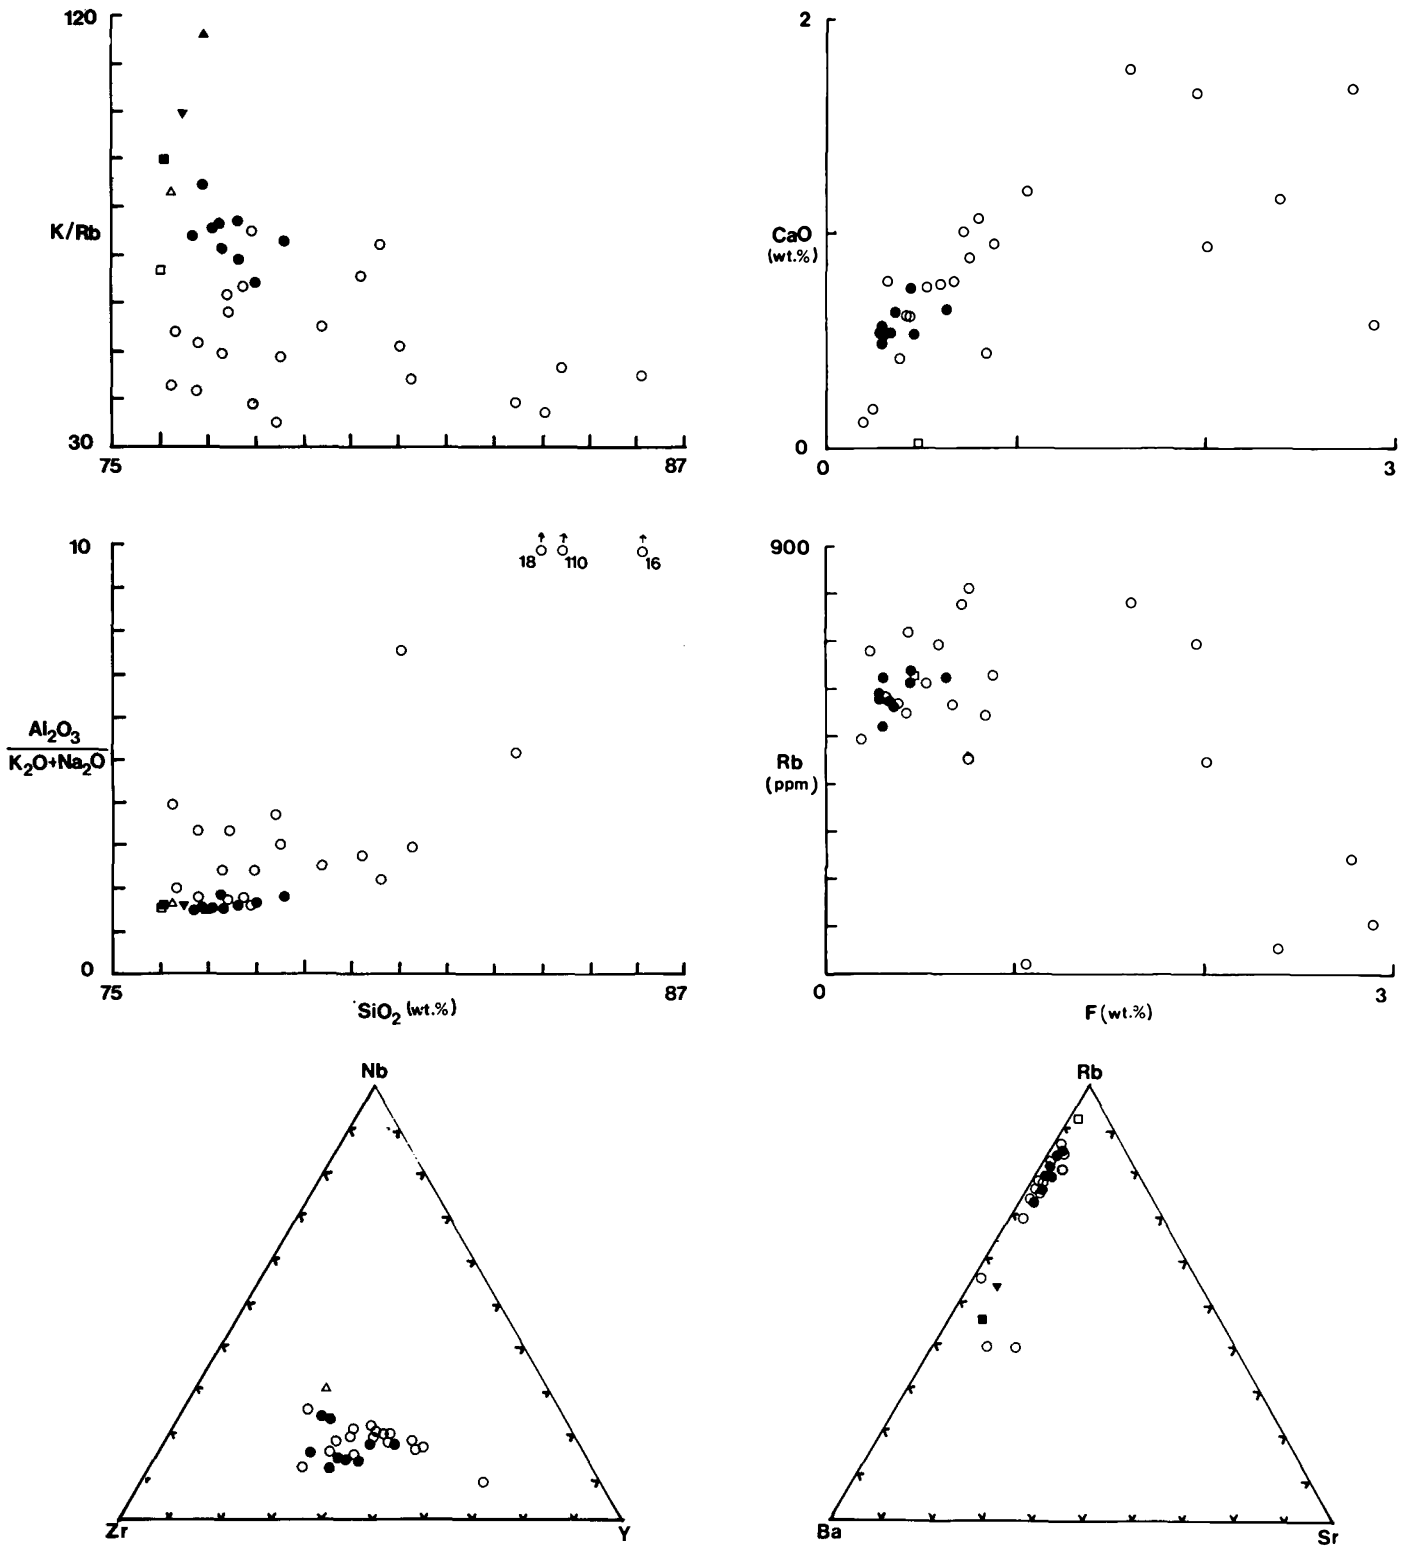 120
K/Rb
30
75
87
2
CaO
(wt.%)
0
0
3
10
18
110
16
Al₂O₃
K₂O+Na₂O
0
75
87
SiO₂ (wt.%)
900
Rb
(ppm)
0
3
F (wt.%)
Nb
Zr
Y
Rb
Ba
Sr